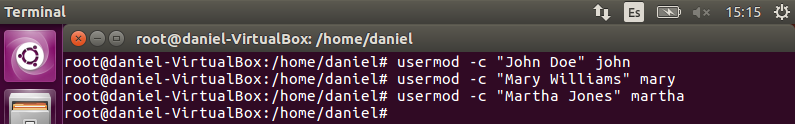 Terminal
Es
15:15
root@daniel-VirtualBox: /home/daniel
root@daniel-VirtualBox:/home/daniel# usermod -c "John Doe" john
root@daniel-VirtualBox:/home/daniel# usermod -c "Mary Williams" mary
root@daniel-VirtualBox:/home/daniel# usermod -c "Martha Jones" martha
root@daniel-VirtualBox:/home/daniel#